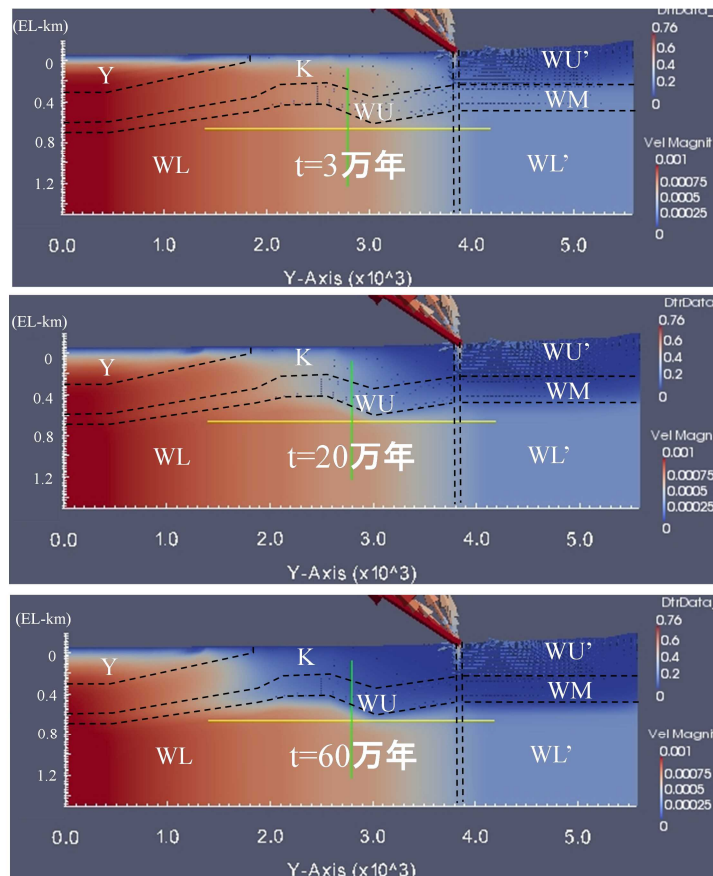 (EL-km)
DtrData_
0.76
0.6
0.4
0.2
0
Vel Magnit
0.001
0.00075
0.0005
0.00025
0
0
0.4
0.8
1.2
Y
K
WU
WU'
WM
WL
t=3万年
WL'
0.0 1.0 2.0 3.0 4.0 5.0
Y-Axis (x10^3)
(EL-km)
DtrData
0.76
0.6
0.4
0.2
0
Vel Magnit
0.001
0.00075
0.0005
0.00025
0
0
0.4
0.8
1.2
Y
K
WU
WU'
WM
WL
t=20万年
WL'
0.0 1.0 2.0 3.0 4.0 5.0
Y-Axis (x10^3)
(EL-km)
DtrData_
0.76
0.6
0.4
0.2
0
Vel Magni
0.001
0.00075
0.0005
0.00025
0
0
0.4
0.8
1.2
Y
K
WU
WU'
WM
WL
t=60万年
WL'
0.0 1.0 2.0 3.0 4.0 5.0
Y-Axis (x10^3)